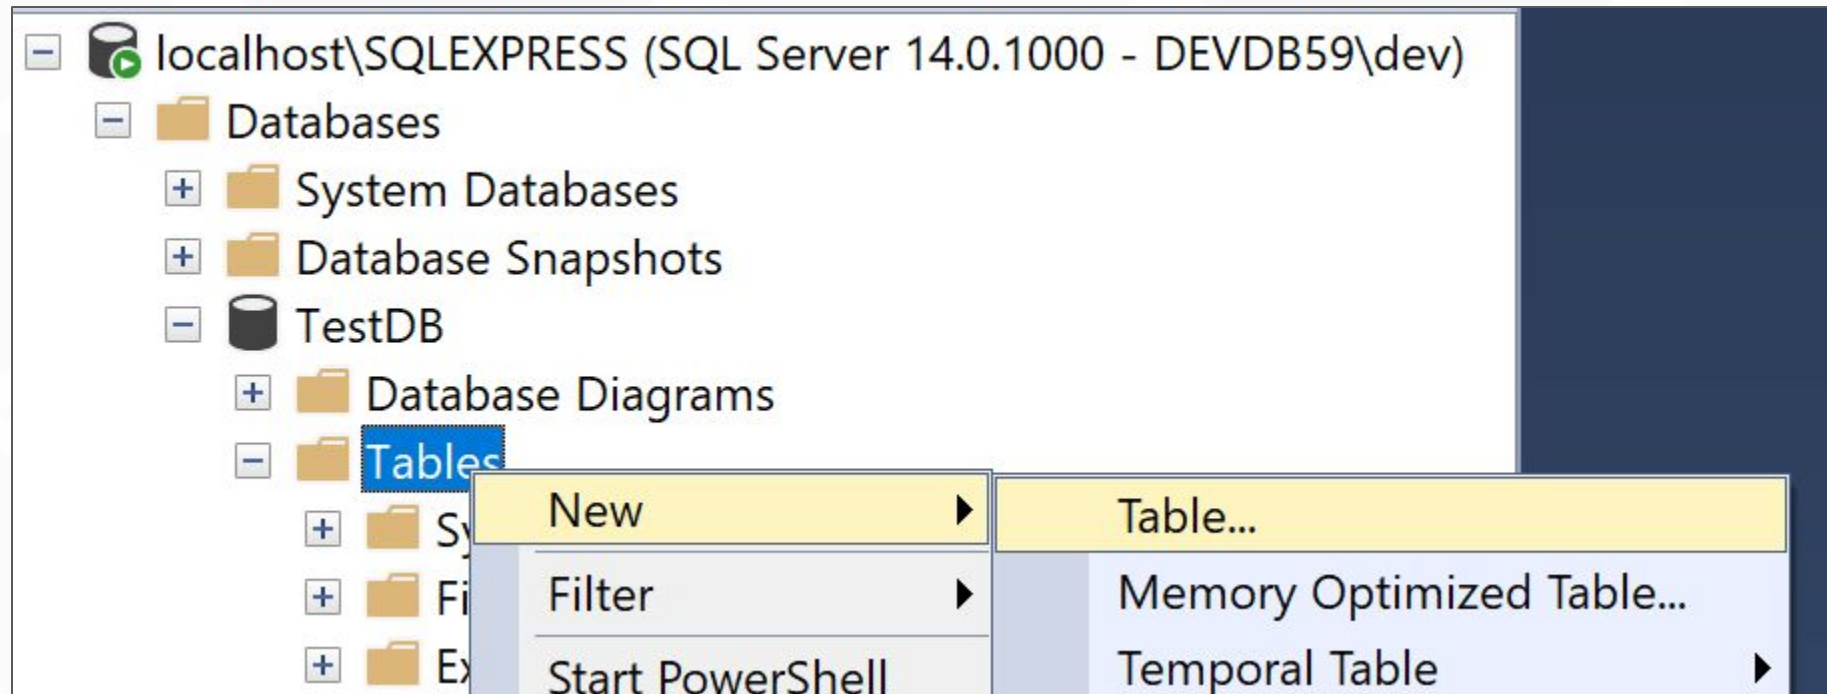 localhost\SQLEXPRESS (SQL Server 14.0.1000 - DEVDB59\dev)
Databases
System Databases
Database Snapshots
TestDB
Database Diagrams
Tables
New
Table...
Filter
Memory Optimized Table...
Start PowerShell
Temporal Table